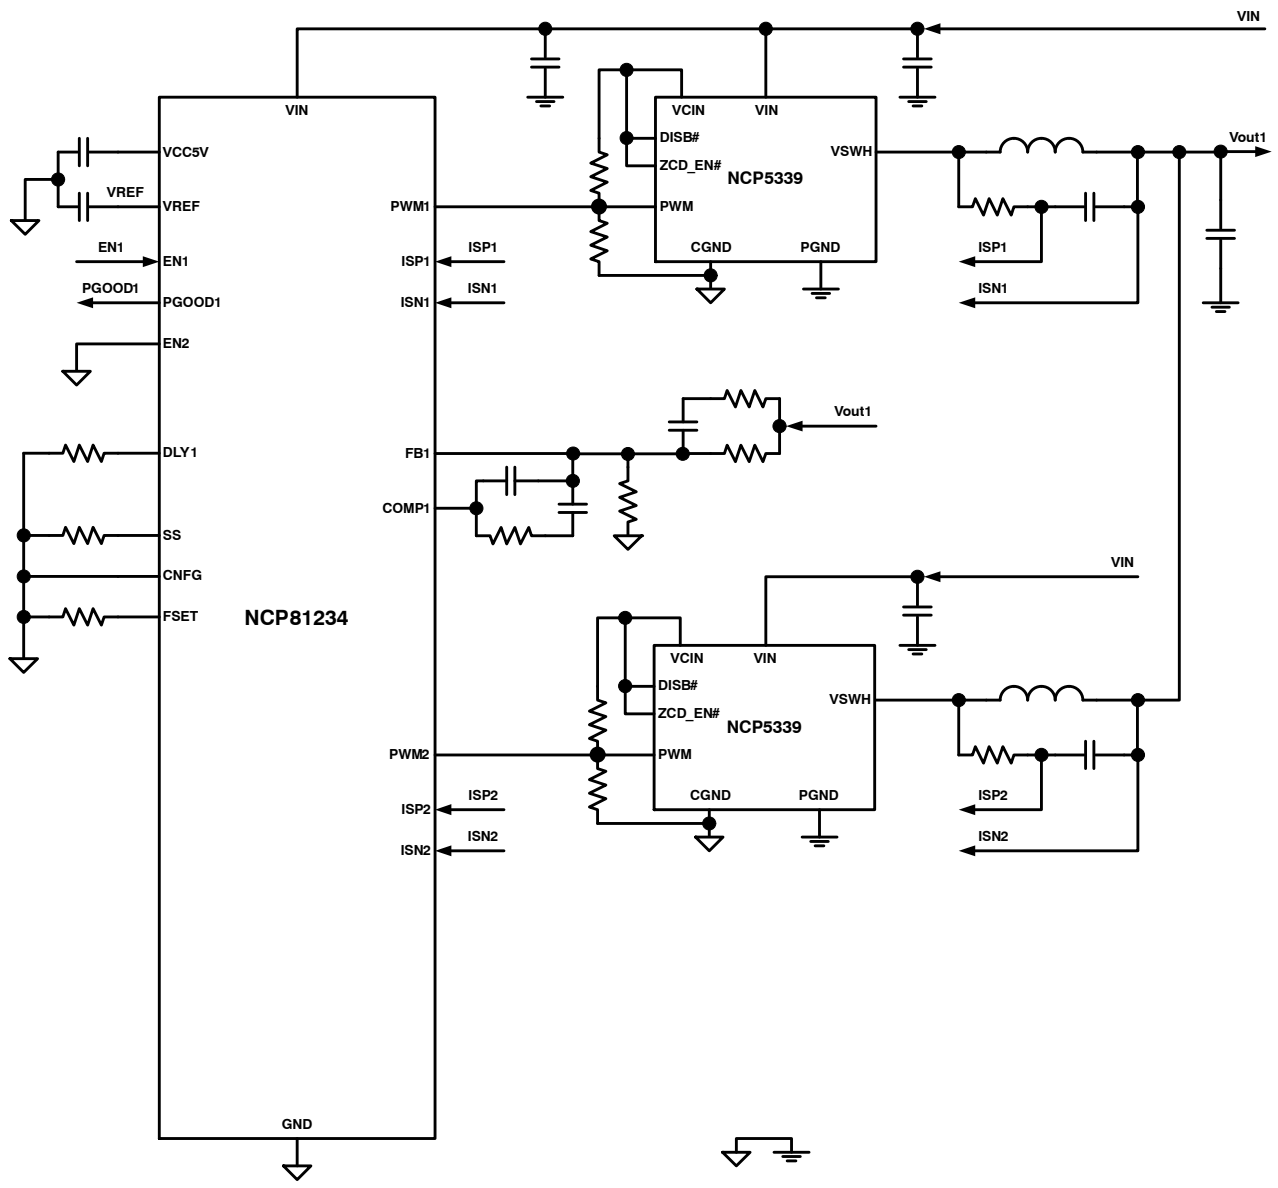 VIN
VIN
VCIN
VIN
VCC5V
DISB#
Vout1
VSWH
ZCD_EN#
NCP5339
VREF
VREF
PWM1
PWM
EN1
EN1
ISP1
ISP1
CGND
PGND
ISP1
PGOOD1
PGOOD1
ISN1
ISN1
ISN1
EN2
Vout1
DLY1
FB1
COMP1
SS
CNFG
VIN
FSET
NCP81234
VCIN
VIN
DISB#
VSWH
ZCD_EN#
NCP5339
PWM2
PWM
ISP2
ISP2
CGND
PGND
ISP2
ISN2
ISN2
ISN2
GND